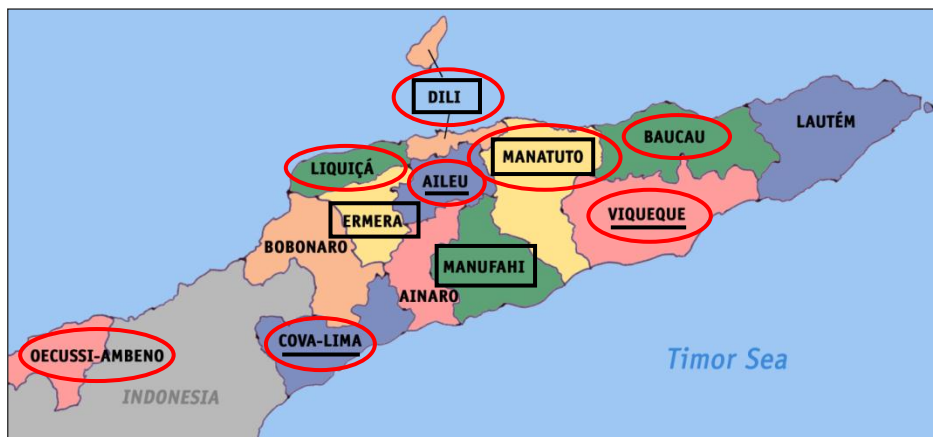 DILI
LAUTÉM
BAUCAU
MANATUTO
LIQUIÇÁ
AILEU
VIQUEQUE
ERMERA
BOBONARO
MANUFAHI
AINARO
COVA-LIMA
OECUSSI-AMBENO
Timor Sea
INDONESIA